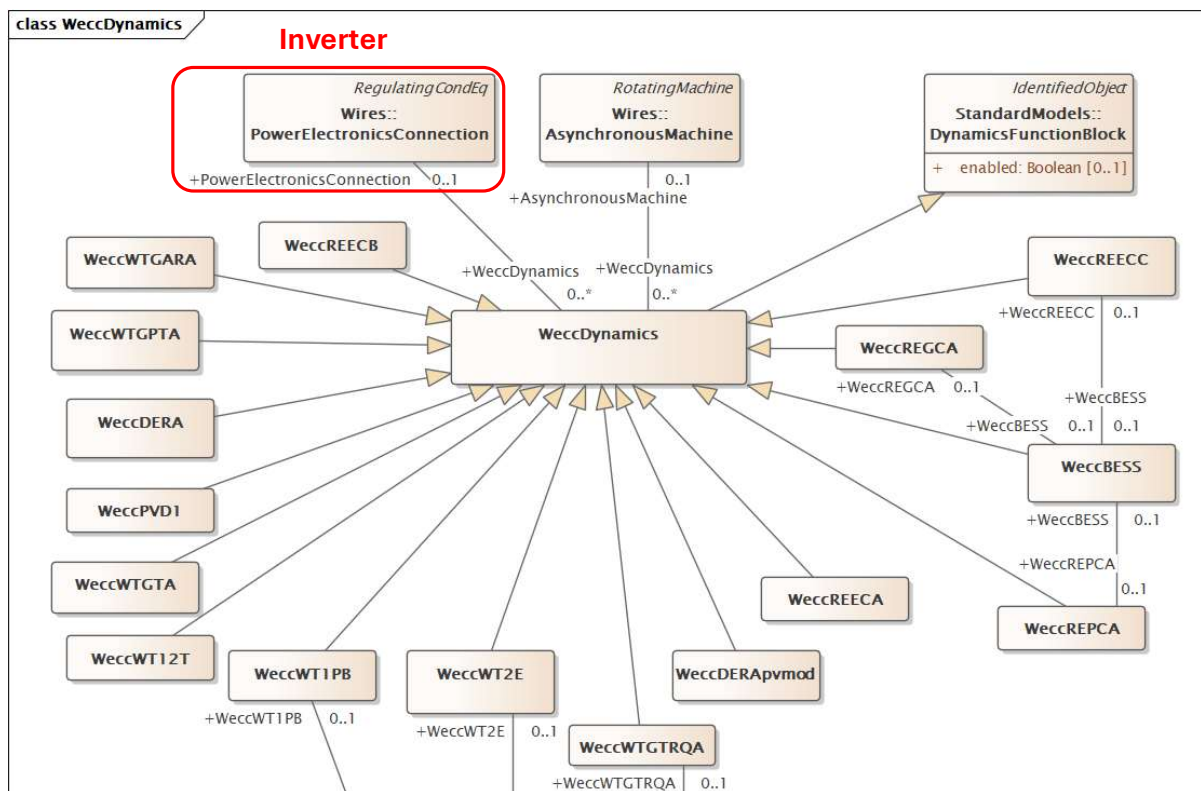 class WeccDynamics
Inverter
RegulatingCondEq
Wires::
PowerElectronicsConnection
+PowerElectronicsConnection 0..1
RotatingMachine
Wires::
AsynchronousMachine
0..1
+AsynchronousMachine
IdentifiedObject
StandardModels::
DynamicsFunctionBlock
+ enabled: Boolean [0..1]
WeccREECB
WeccWTGARA
+WeccDynamics
0..*
+WeccDynamics
0..*
WeccREECC
+WeccREECC 0..1
WeccWTGPTA
WeccDynamics
WeccREGCA
+WeccREGCA 0..1
WeccDERA
+WeccBESS
0..1
+WeccBESS
0..1
WeccBESS
+WeccBESS 0..1
WeccPVD1
WeccWTGTA
+WeccREPCA
0..1
WeccREECA
WeccREPCA
WeccWT12T
WeccWT1PB
+WeccWT1PB 0..1
WeccWT2E
+WeccWT2E 0..1
WeccDERApvmod
WeccWTGTRQA
+WeccWTGTRQA 0..1